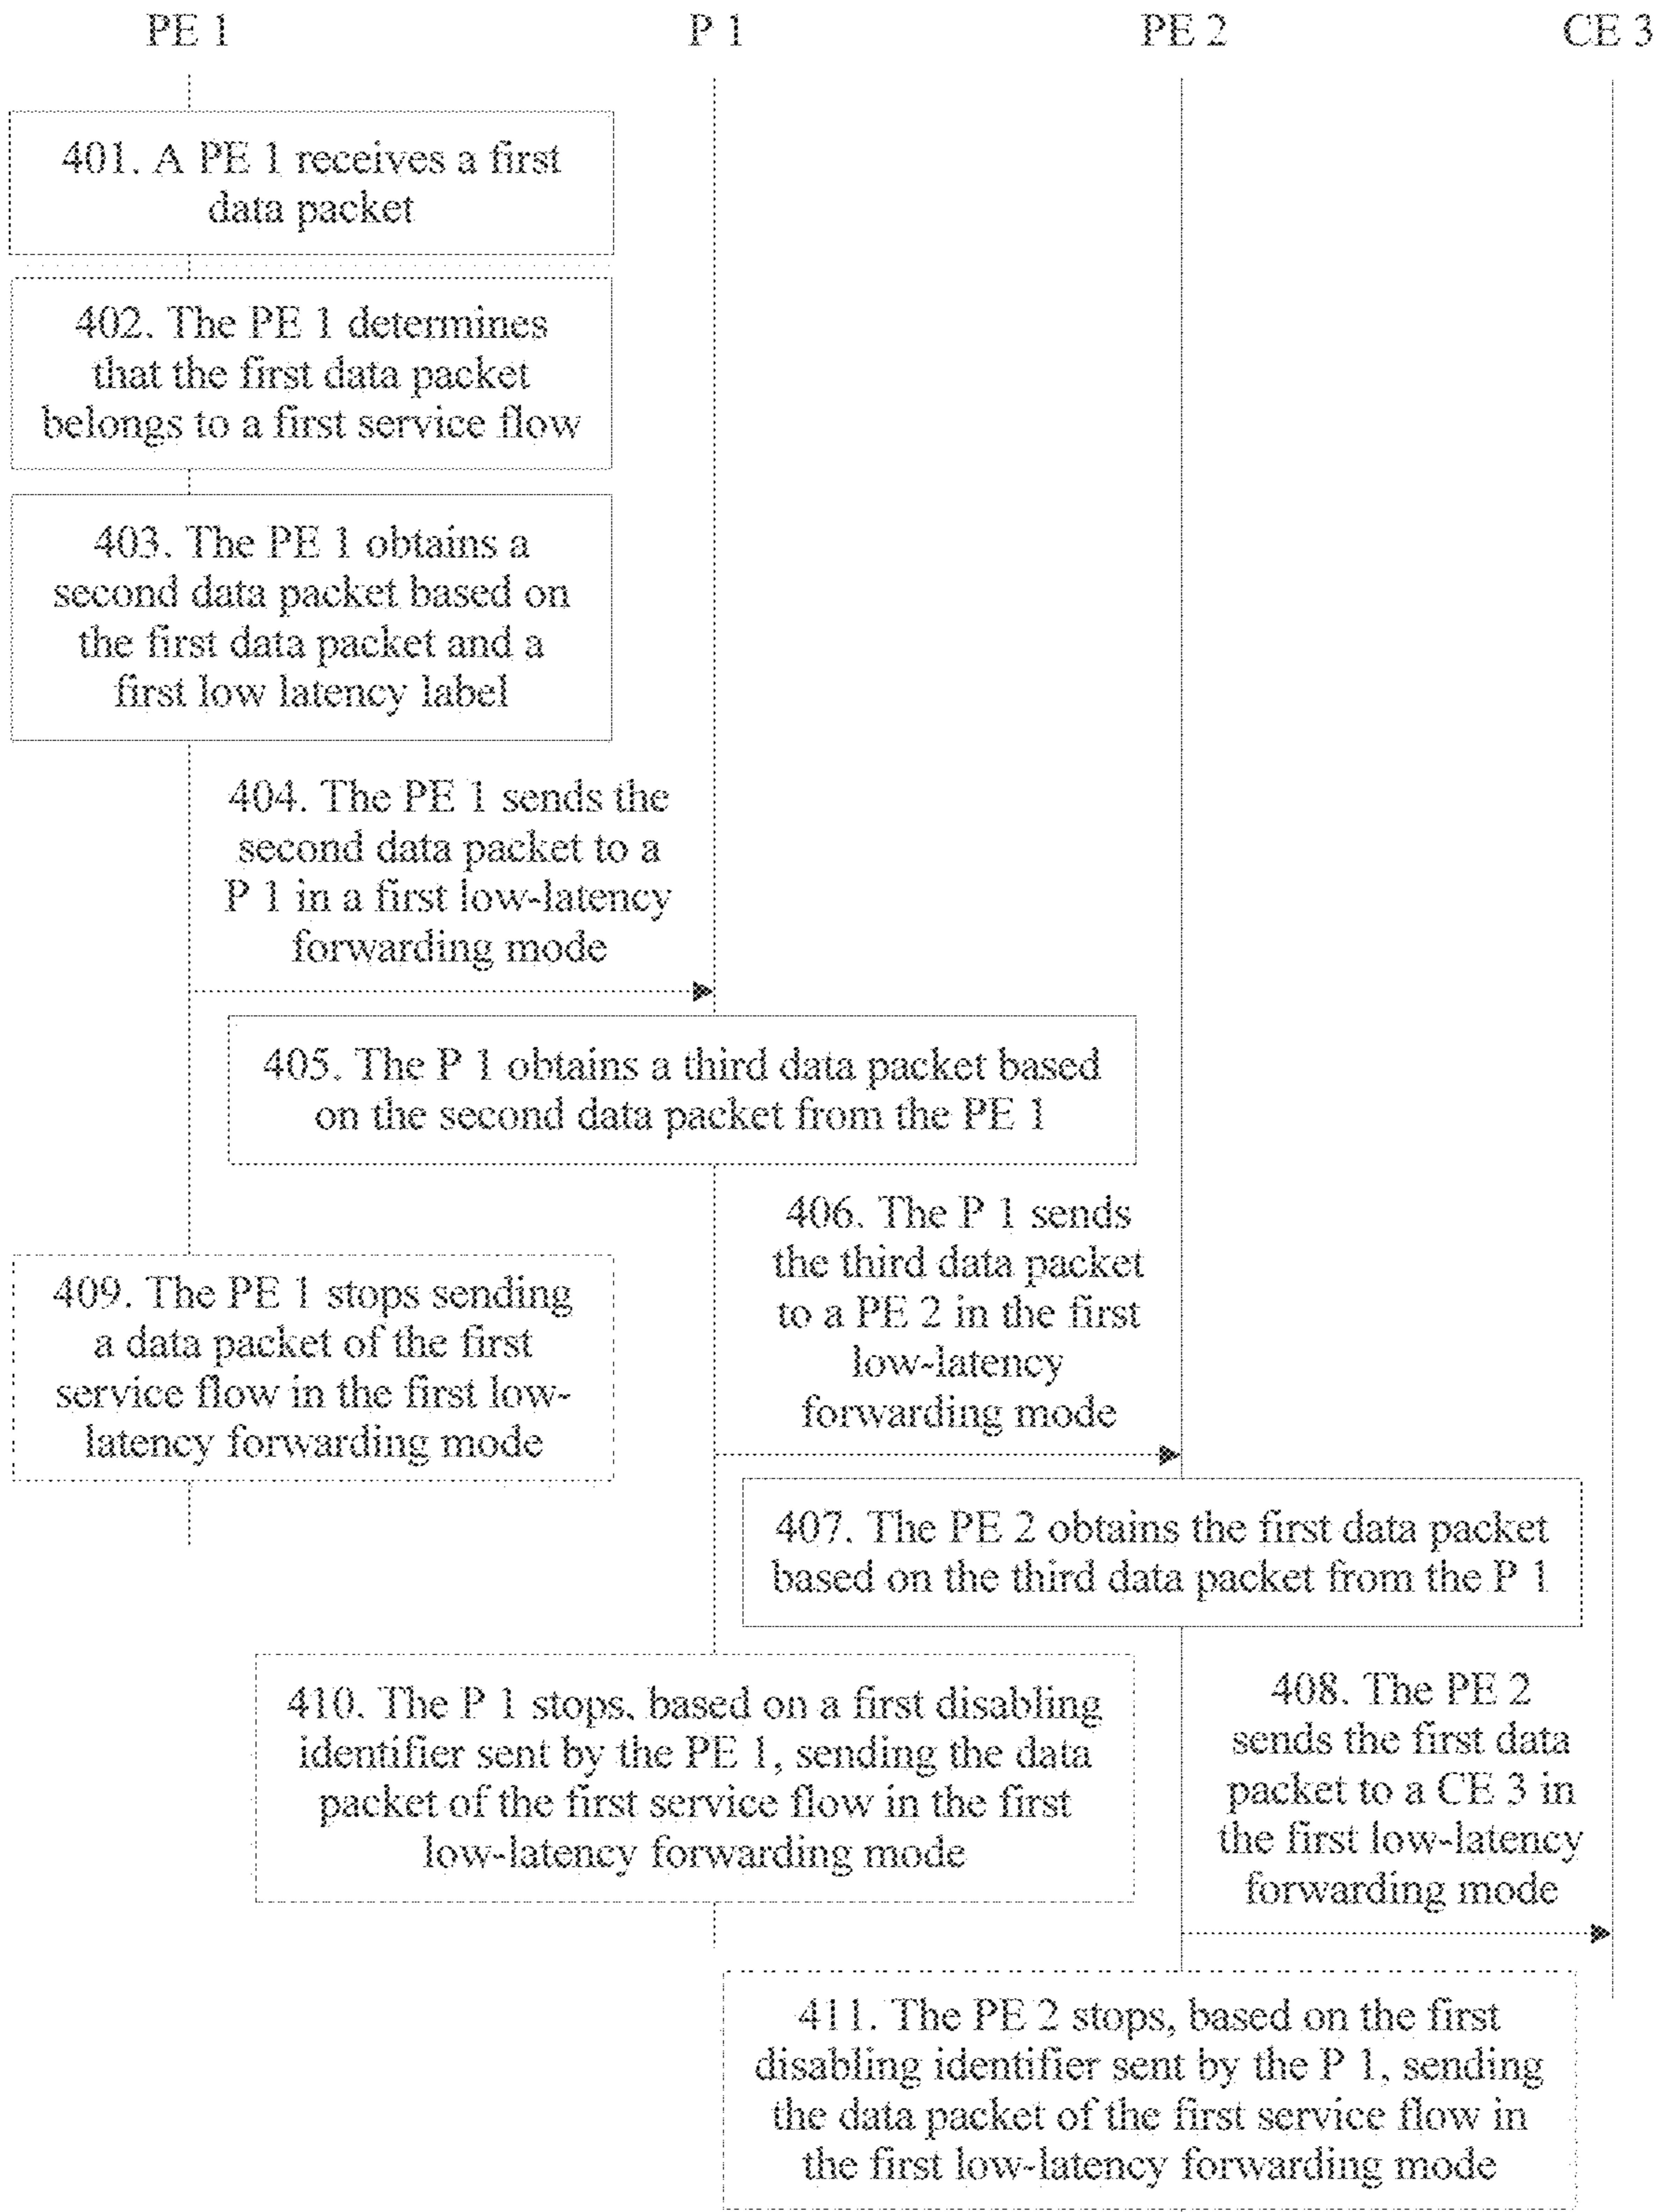 PE 1
P 1
PE 2
CE 3
401. A PE 1 receives a first
data packet
402. The PE 1 determines
that the first data packet
belongs to a first service flow
403. The PE 1 obtains a
second data packet based on
the first data packet and a
first low latency label
404. The PE 1 sends the
second data packet to a
P 1 in a first low-latency
forwarding mode
405. The P 1 obtains a third data packet based
on the second data packet from the PE 1
406. The P 1 sends
the third data packet
to a PE 2 in the first
low-latency
forwarding mode
409. The PE 1 stops sending
a data packet of the first
service flow in the first low-
latency forwarding mode
407. The PE 2 obtains the first data packet
based on the third data packet from the P 1
410. The P 1 stops, based on a first disabling
identifier sent by the PE 1, sending the data
packet of the first service flow in the first
low-latency forwarding mode
408. The PE 2
sends the first data
packet to a CE 3 in
the first low-latency
forwarding mode
411. The PE 2 stops, based on the first
disabling identifier sent by the P 1, sending
the data packet of the first service flow in
the first low-latency forwarding mode